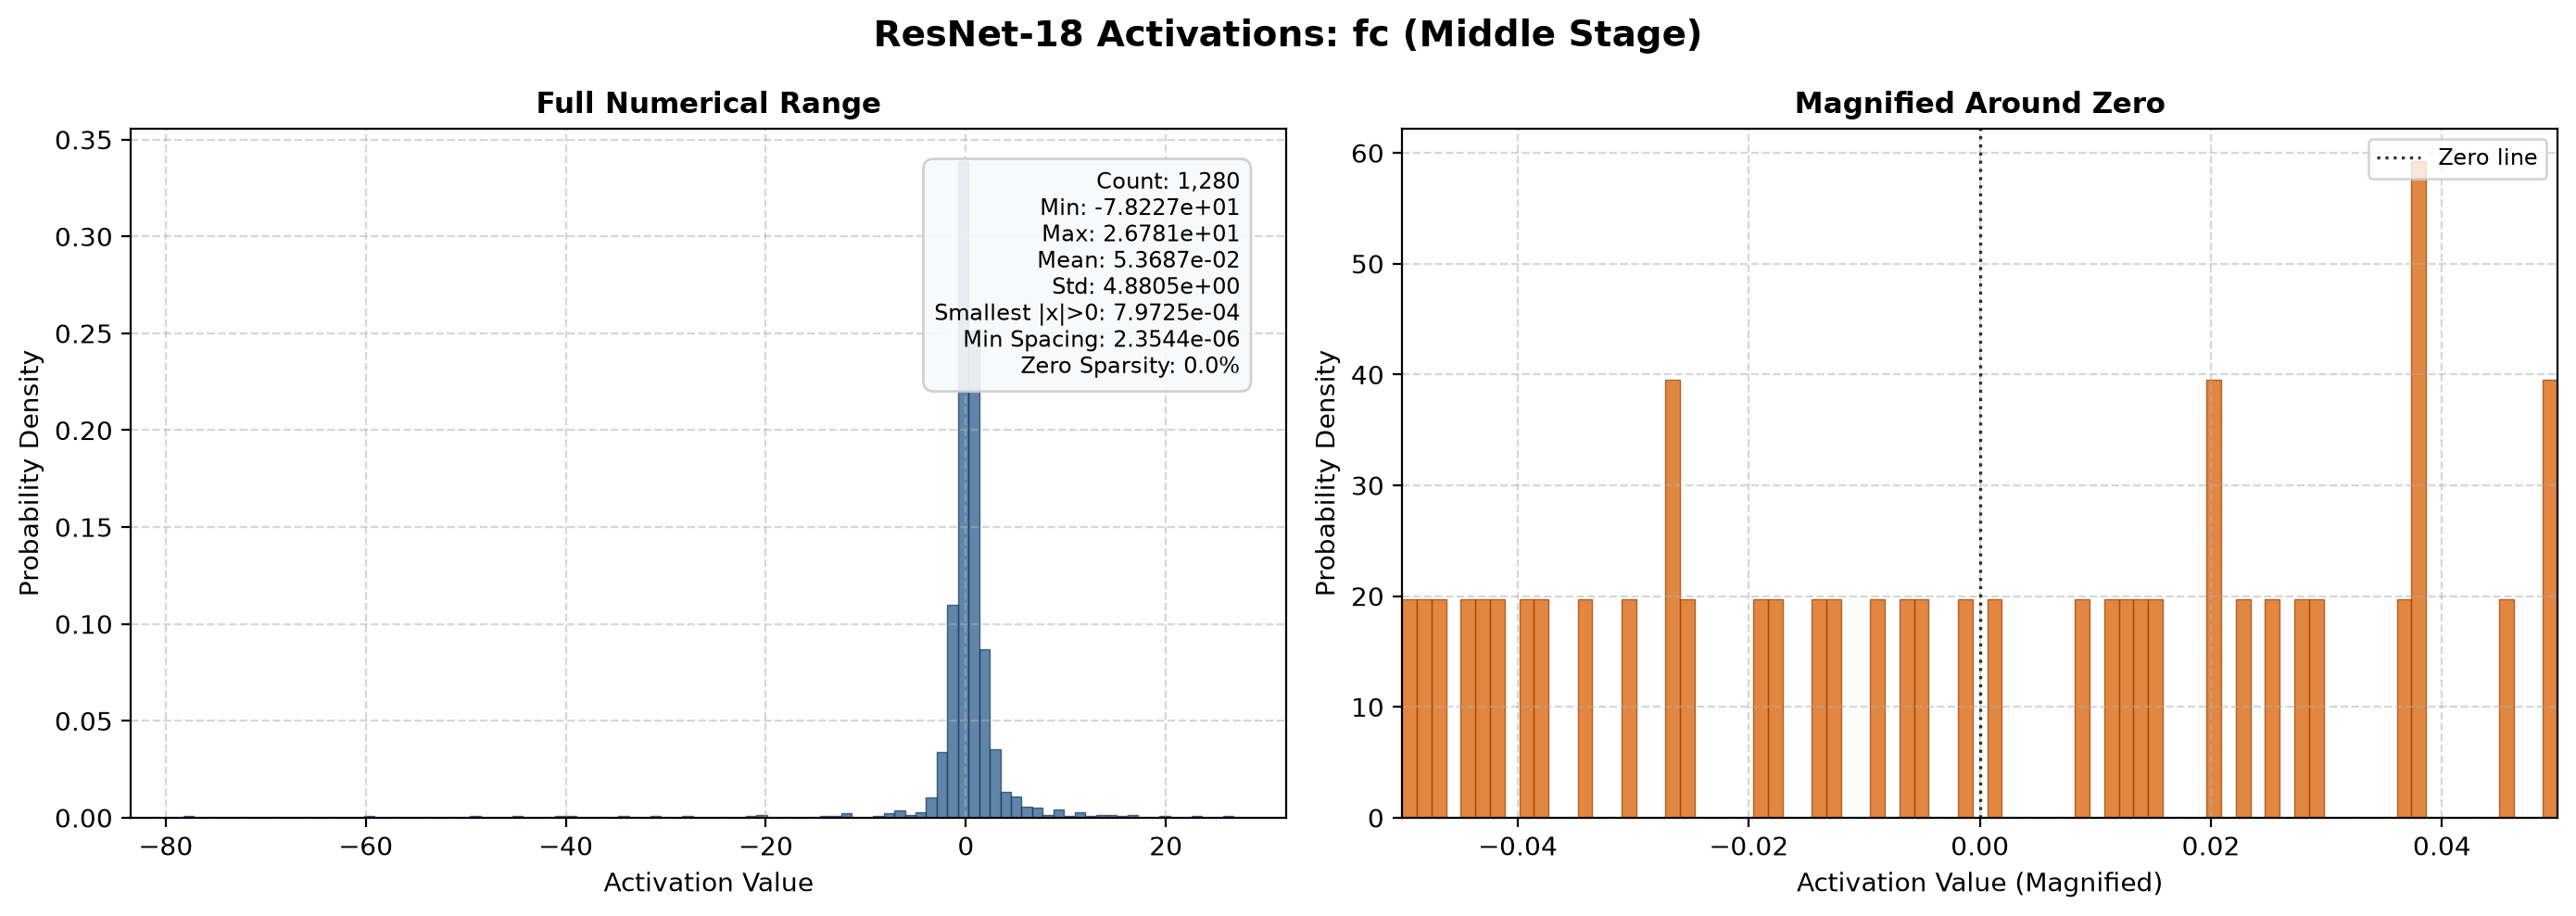 ResNet-18 Activations: fc (Middle Stage)
Full Numerical Range
0.35
0.30
0.25
0.20
0.15
0.10
0.05
0.00
Probability Density
Count: 1,280
Min: -7.8227e+01
Max: 2.6781e+01
Mean: 5.3687e-02
Std: 4.8805e+00
Smallest |x|>0: 7.9725e-04
Min Spacing: 2.3544e-06
Zero Sparsity: 0.0%
−80 −60 −40 −20 0 20
Activation Value
Magnified Around Zero
60
50
40
30
20
10
0
Probability Density
Zero line
−0.04 −0.02 0.00 0.02 0.04
Activation Value (Magnified)